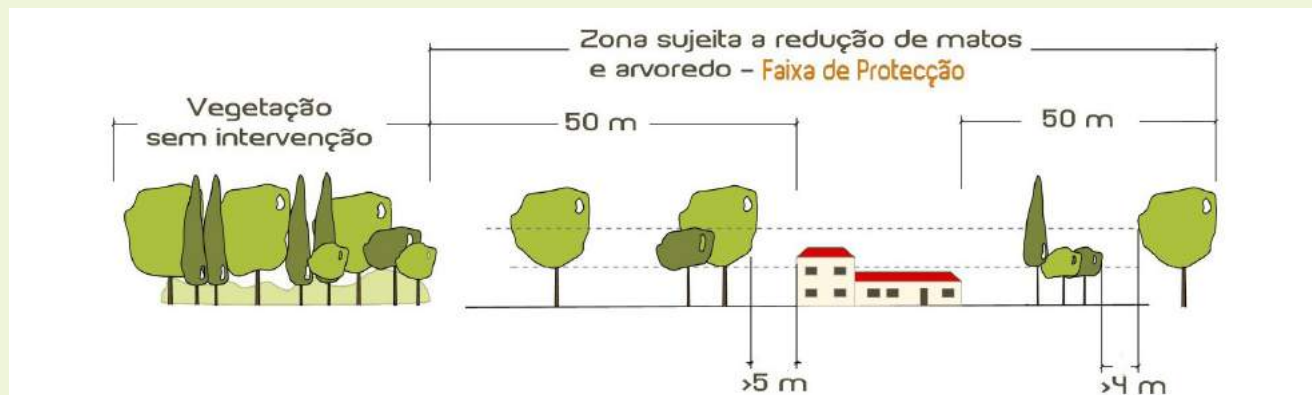 Zona sujeita a redução de matos
e arvoredo - Faixa de Protecção
Vegetação
sem intervenção
50 m
50 m
>5 m
>4 m